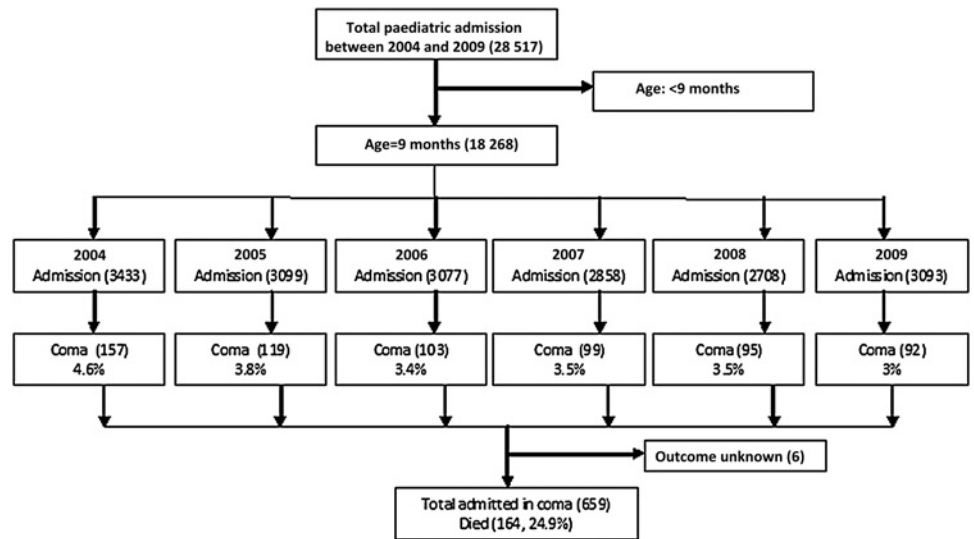 Total paediatric admission
between 2004 and 2009 (28 517)
Age: <9 months
Age=9 months (18 268)
2004
Admission (3433)
2005
Admission (3099)
2006
Admission (3077)
2007
Admission (2858)
2008
Admission (2708)
2009
Admission (3093)
Coma (157)
4.6%
Coma (119)
3.8%
Coma (103)
3.4%
Coma (99)
3.5%
Coma (95)
3.5%
Coma (92)
3%
Outcome unknown (6)
Total admitted in coma (659)
Died (164, 24.9%)